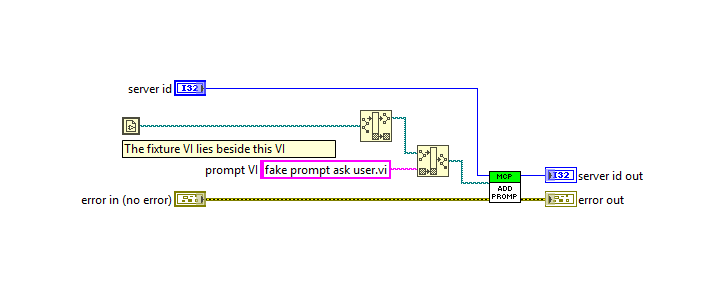 server id
I32
The fixture VI lies beside this VI
prompt VI
fake prompt ask user.vi
MCP
ADD
PROMP
I32
server id out
error in (no error)
error out